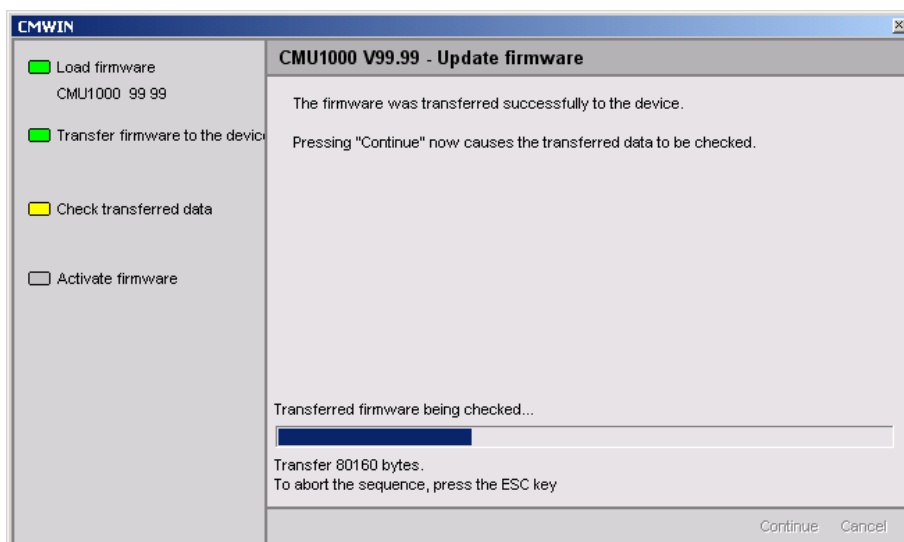 CMWIN
Load firmware
CMU1000 99 99
Transfer firmware to the device
Check transferred data
Activate firmware
CMU1000 V99.99 - Update firmware
The firmware was transferred successfully to the device.
Pressing "Continue" now causes the transferred data to be checked.
Transferred firmware being checked...
Transfer 80160 bytes.
To abort the sequence, press the ESC key
Continue Cancel